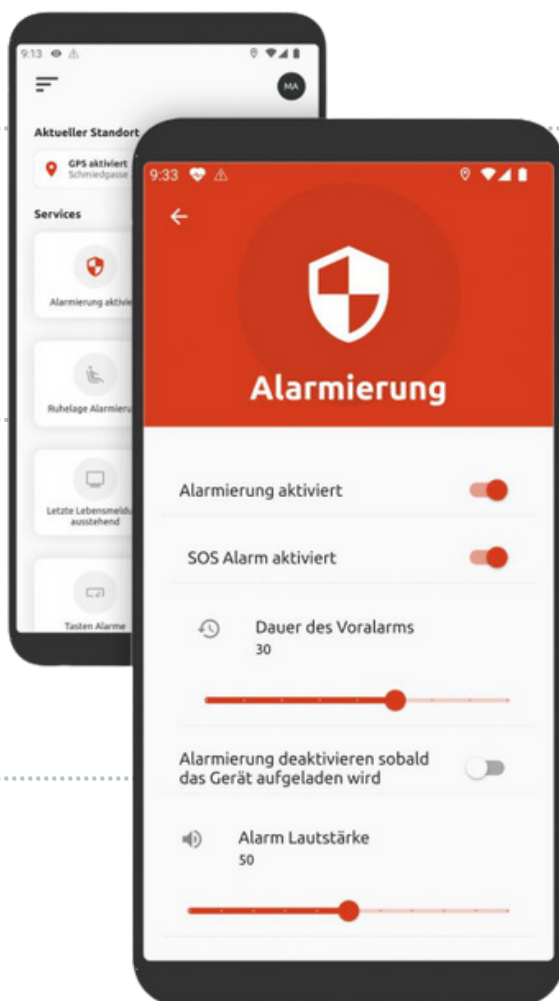 9:13
MA
Aktueller Standort
GPS aktiviert
Schmiedgasse
Services
Alarmierung aktivie
Ruhelage Alarmieru
Letzte Lebensmeldu
ausstehend
Tasten Alarme
9:33
Alarmierung
Alarmierung aktiviert
SOS Alarm aktiviert
Dauer des Voralarms
30
Alarmierung deaktivieren sobald
das Gerät aufgeladen wird
Alarm Lautstärke
50